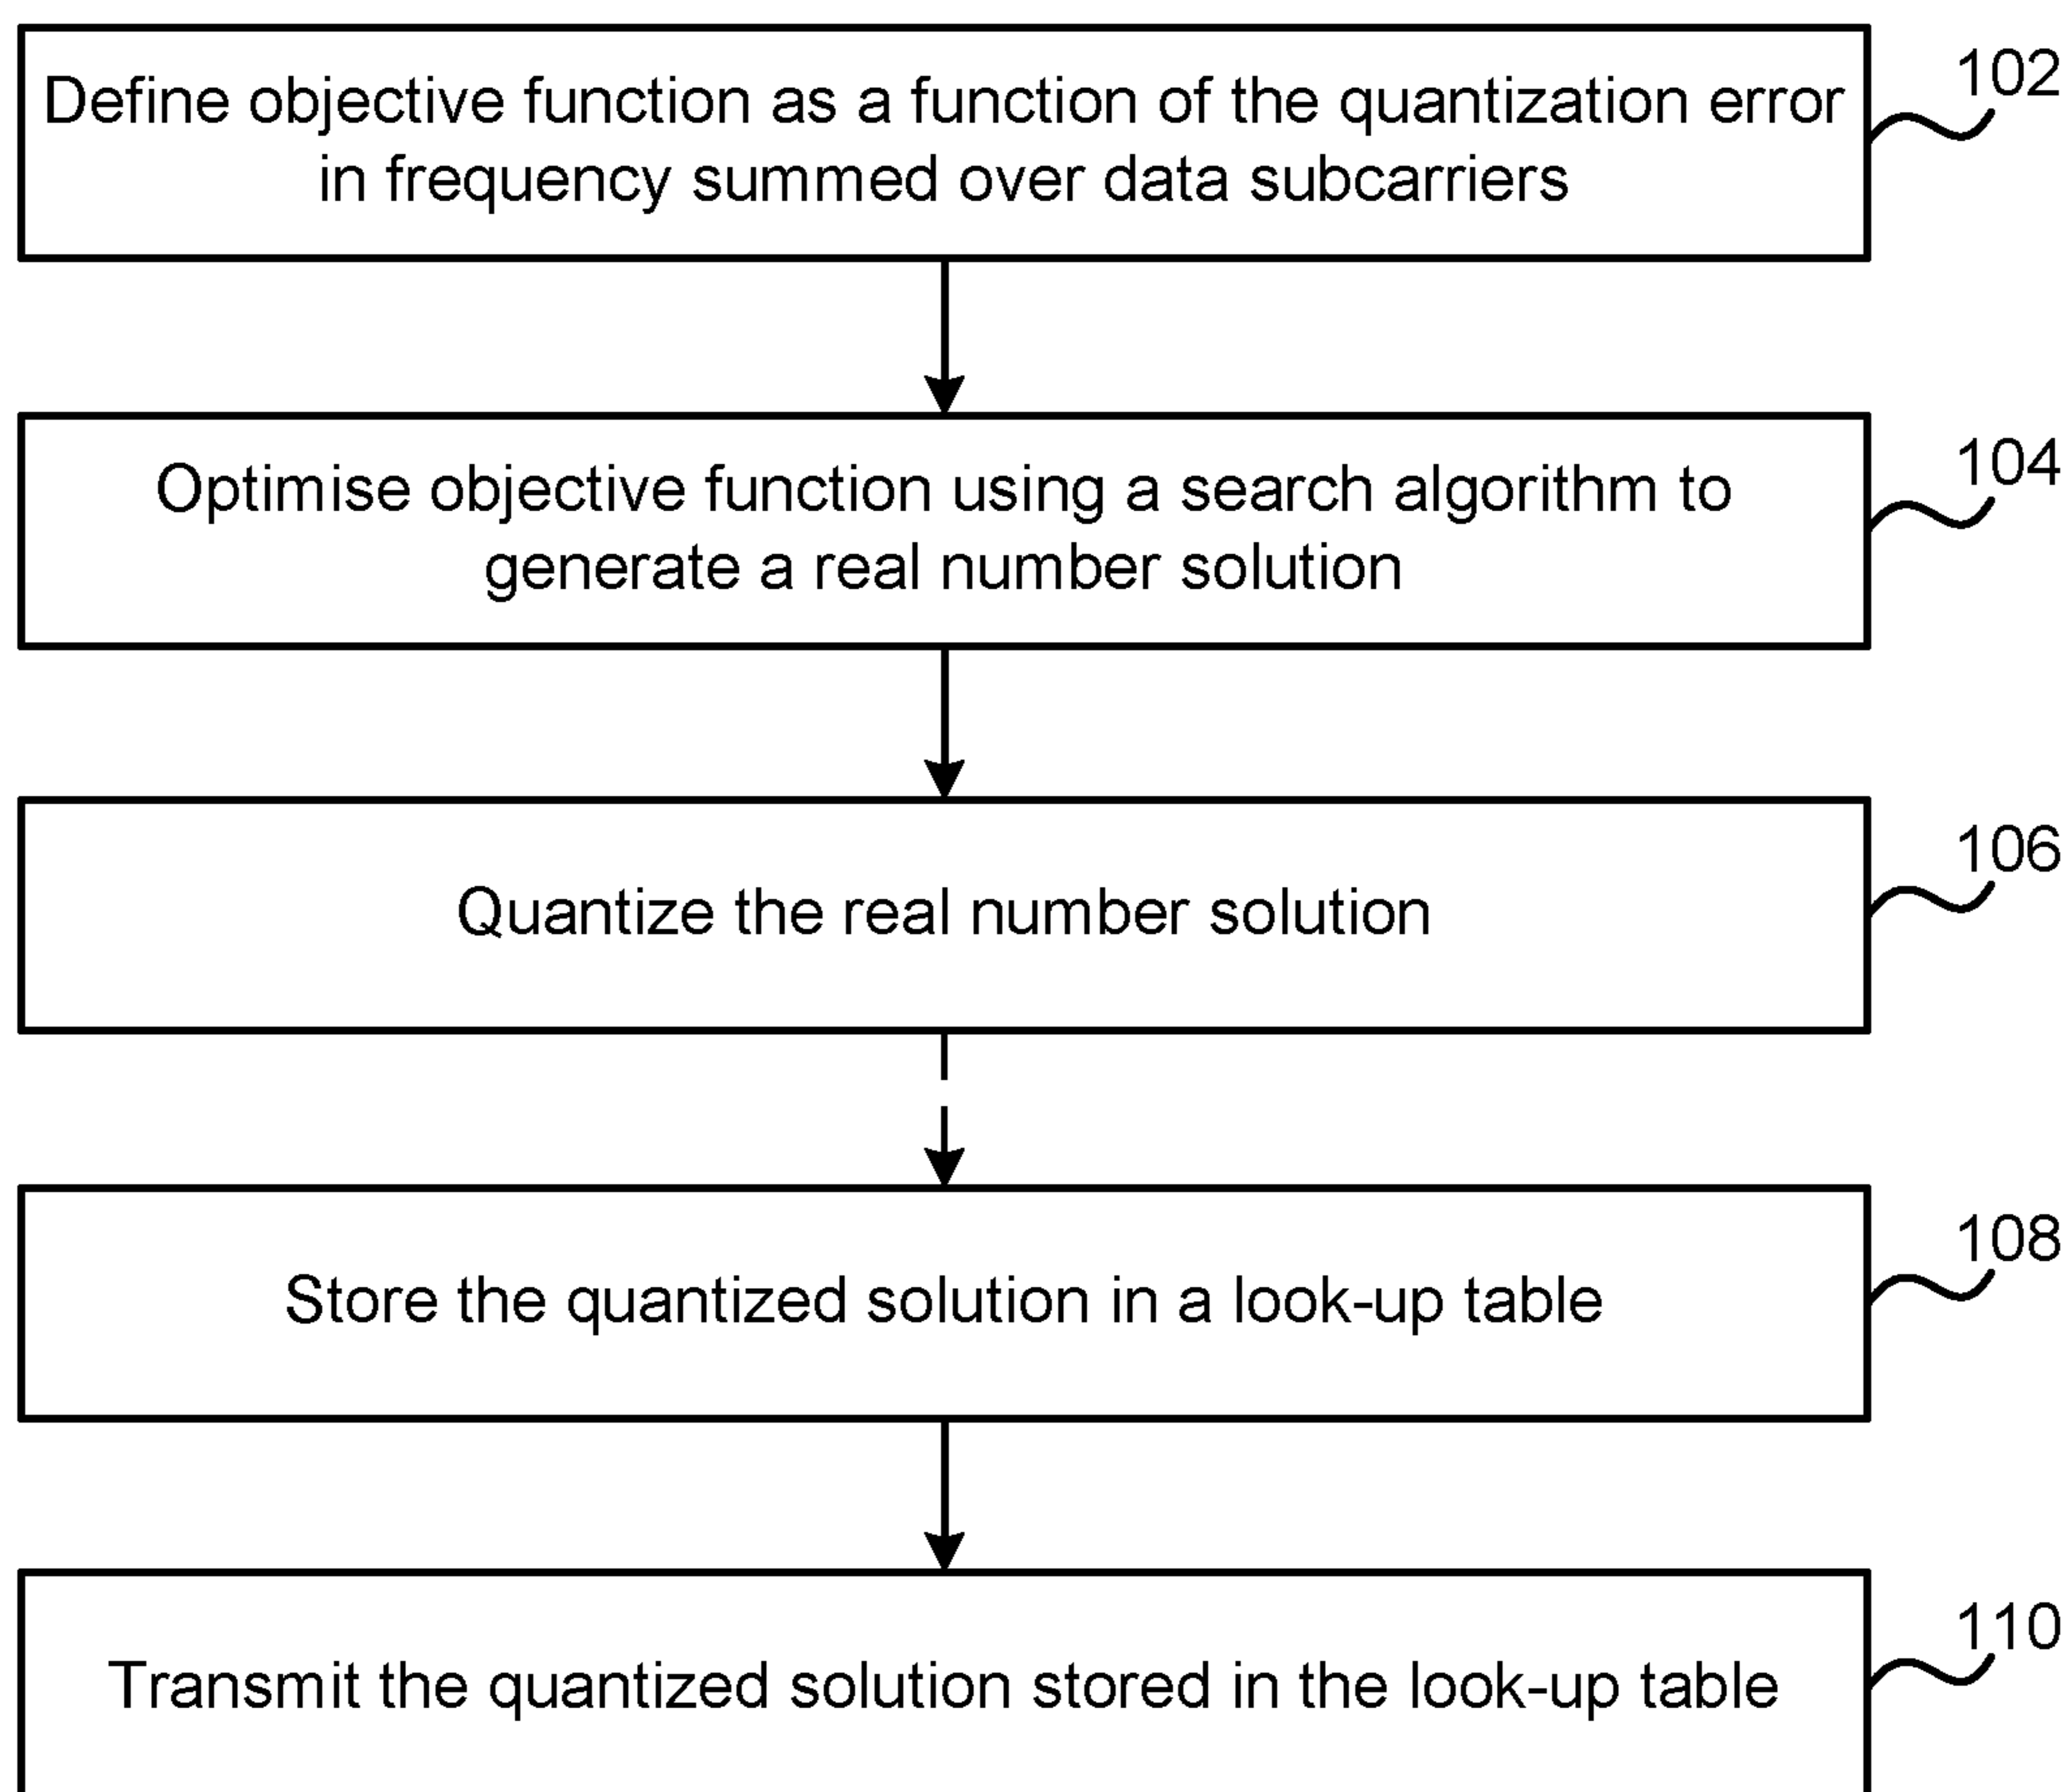 Define objective function as a function of the quantization error
in frequency summed over data subcarriers
102
Optimise objective function using a search algorithm to
generate a real number solution
104
Quantize the real number solution
106
Store the quantized solution in a look-up table
108
Transmit the quantized solution stored in the look-up table
110